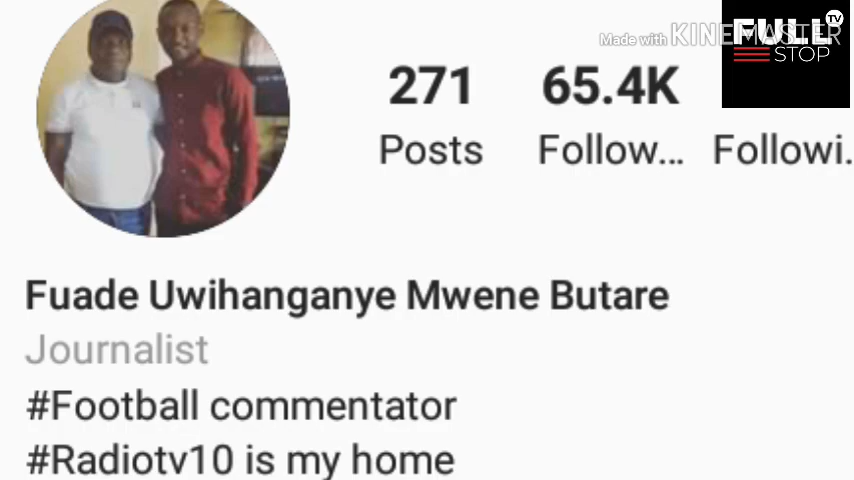 Made with KINEMASTER
FULL TV
STOP
271
Posts
65.4K
Follow...
Followi.
Fuade Uwihanganye Mwene Butare
Journalist
#Football commentator
#Radiotv10 is my home